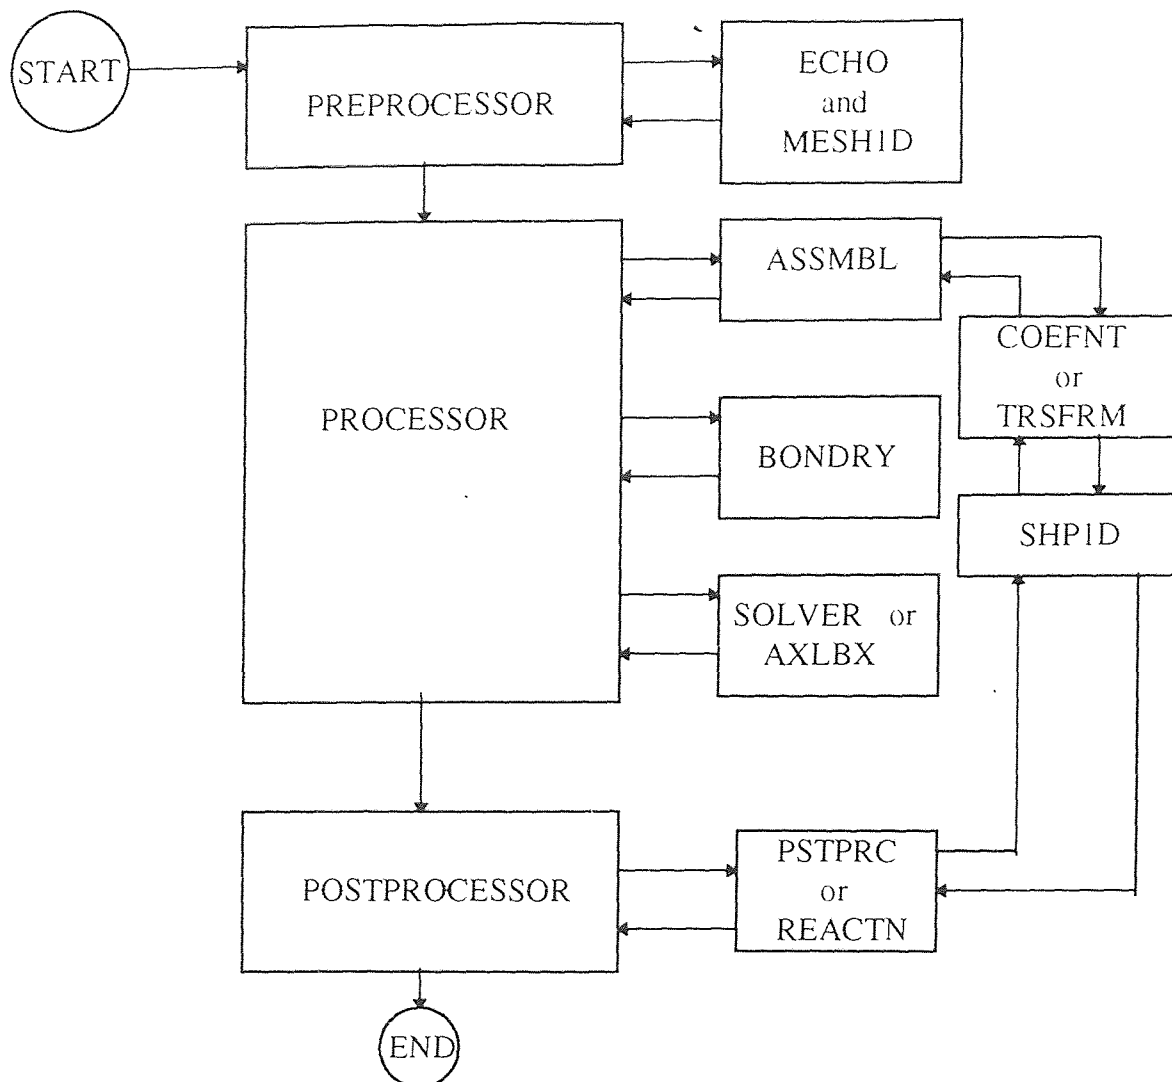 START
PREPROCESSOR
ECHO
and
MESH1D
PROCESSOR
ASSMBL
COEFNT
or
TRSFRM
BONDRY
SHP1D
SOLVER or
AXLBX
POSTPROCESSOR
PSTPRC
or
REACTN
END